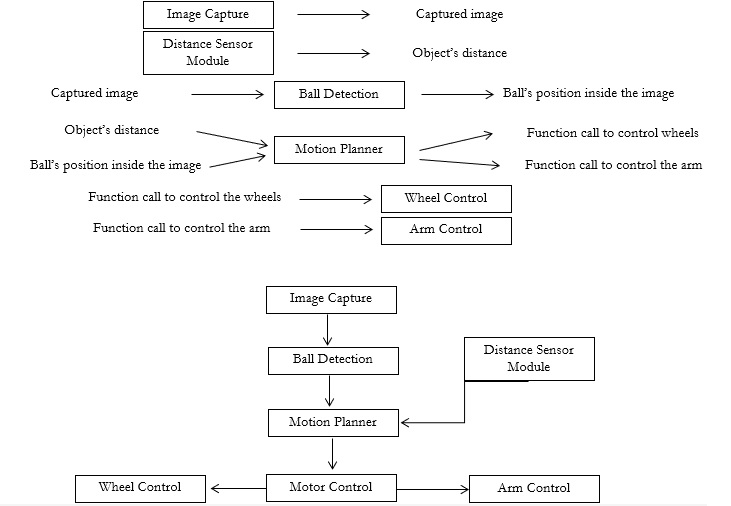 Image Capture
Captured image
Distance Sensor
Module
Object's distance
Captured image
Ball Detection
Ball's position inside the image
Object's distance
Ball's position inside the image
Motion Planner
Function call to control wheels
Function call to control the arm
Function call to control the wheels
Wheel Control
Function call to control the arm
Arm Control
Image Capture
Ball Detection
Distance Sensor
Module
Motion Planner
Wheel Control
Motor Control
Arm Control